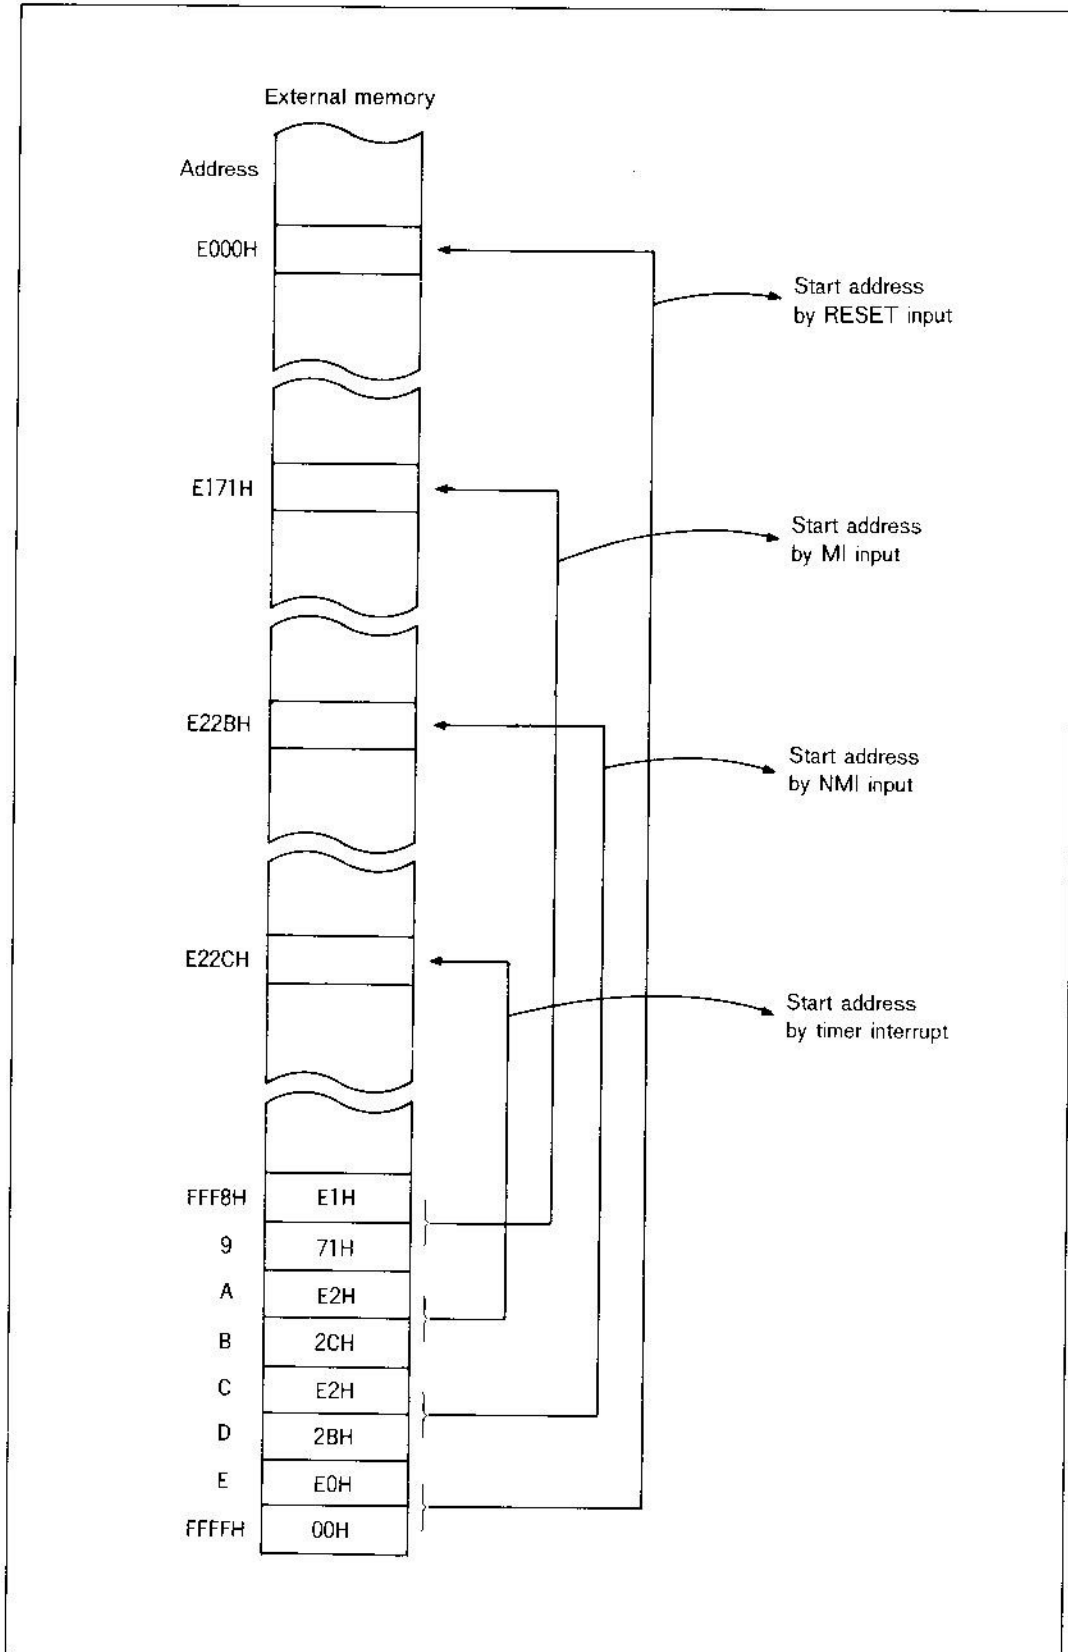 External memory
Address
E000H
Start address
by RESET input
E171H
Start address
by MI input
E22BH
Start address
by NMI input
E22CH
Start address
by timer interrupt
FFF8H E1H
9 71H
A E2H
B 2CH
C E2H
D 2BH
E E0H
FFFFH 00H